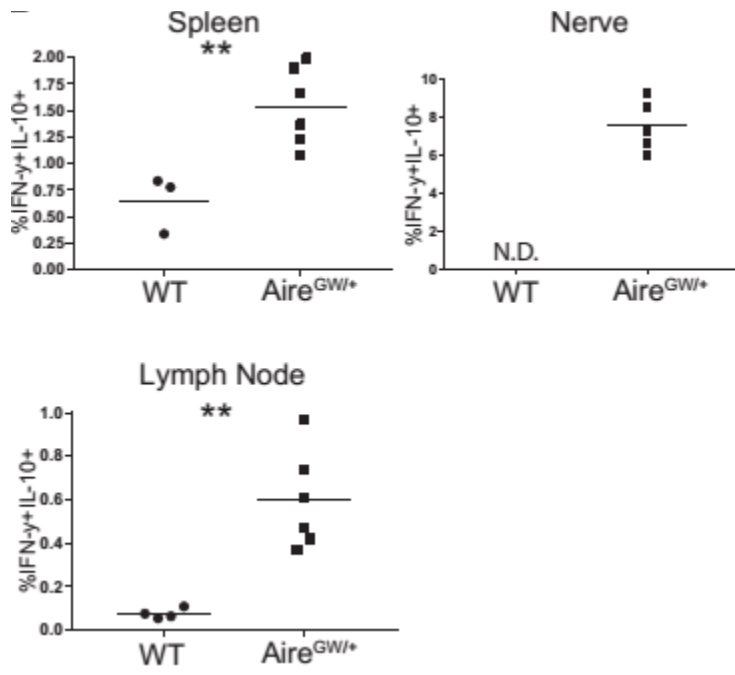 Spleen
**
2.00
1.75
1.50
1.25
1.00
0.75
0.50
0.25
0.00
%IFN-y+IL-10+
WT
Aire^GW/+
Nerve
10
8
6
4
2
0
%IFN-y+IL-10+
N.D.
WT
Aire^GW/+
Lymph Node
**
1.0
0.8
0.6
0.4
0.2
0.0
%IFN-y+IL-10+
WT
Aire^GW/+